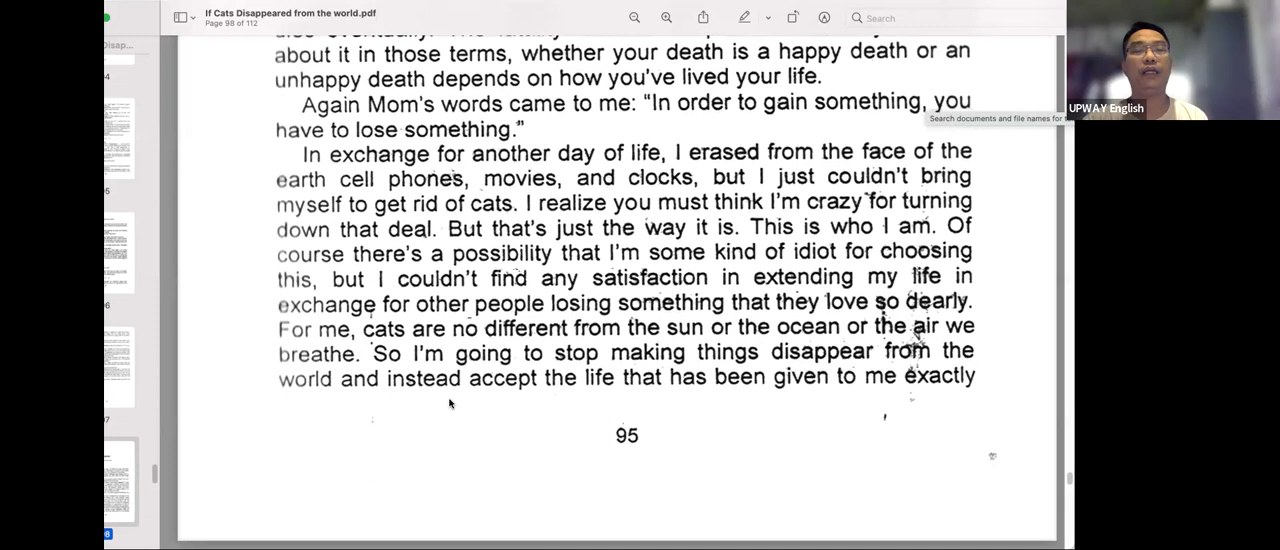 If Cats Disappeared from the world.pdf
Page 98 of 112
Search
Disap...
about it in those terms, whether your death is a happy death or an
unhappy death depends on how you've lived your life.
Again Mom's words came to me: “In order to gain something, you
have to lose something.”
Search documents and file names for
In exchange for another day of life, I erased from the face of the
earth cell phones, movies, and clocks, but I just couldn't bring
myself to get rid of cats. I realize you must think I'm crazy for turning
down that deal. But that's just the way it is. This is who I am. Of
course there's a possibility that I'm some kind of idiot for choosing
this, but I couldn't find any satisfaction in extending my life in
exchange for other people losing something that they love so dearly.
For me, cats are no different from the sun or the ocean or the air we
breathe. So I'm going to stop making things disappear from the
world and instead accept the life that has been given to me exactly
95
UPWAY English